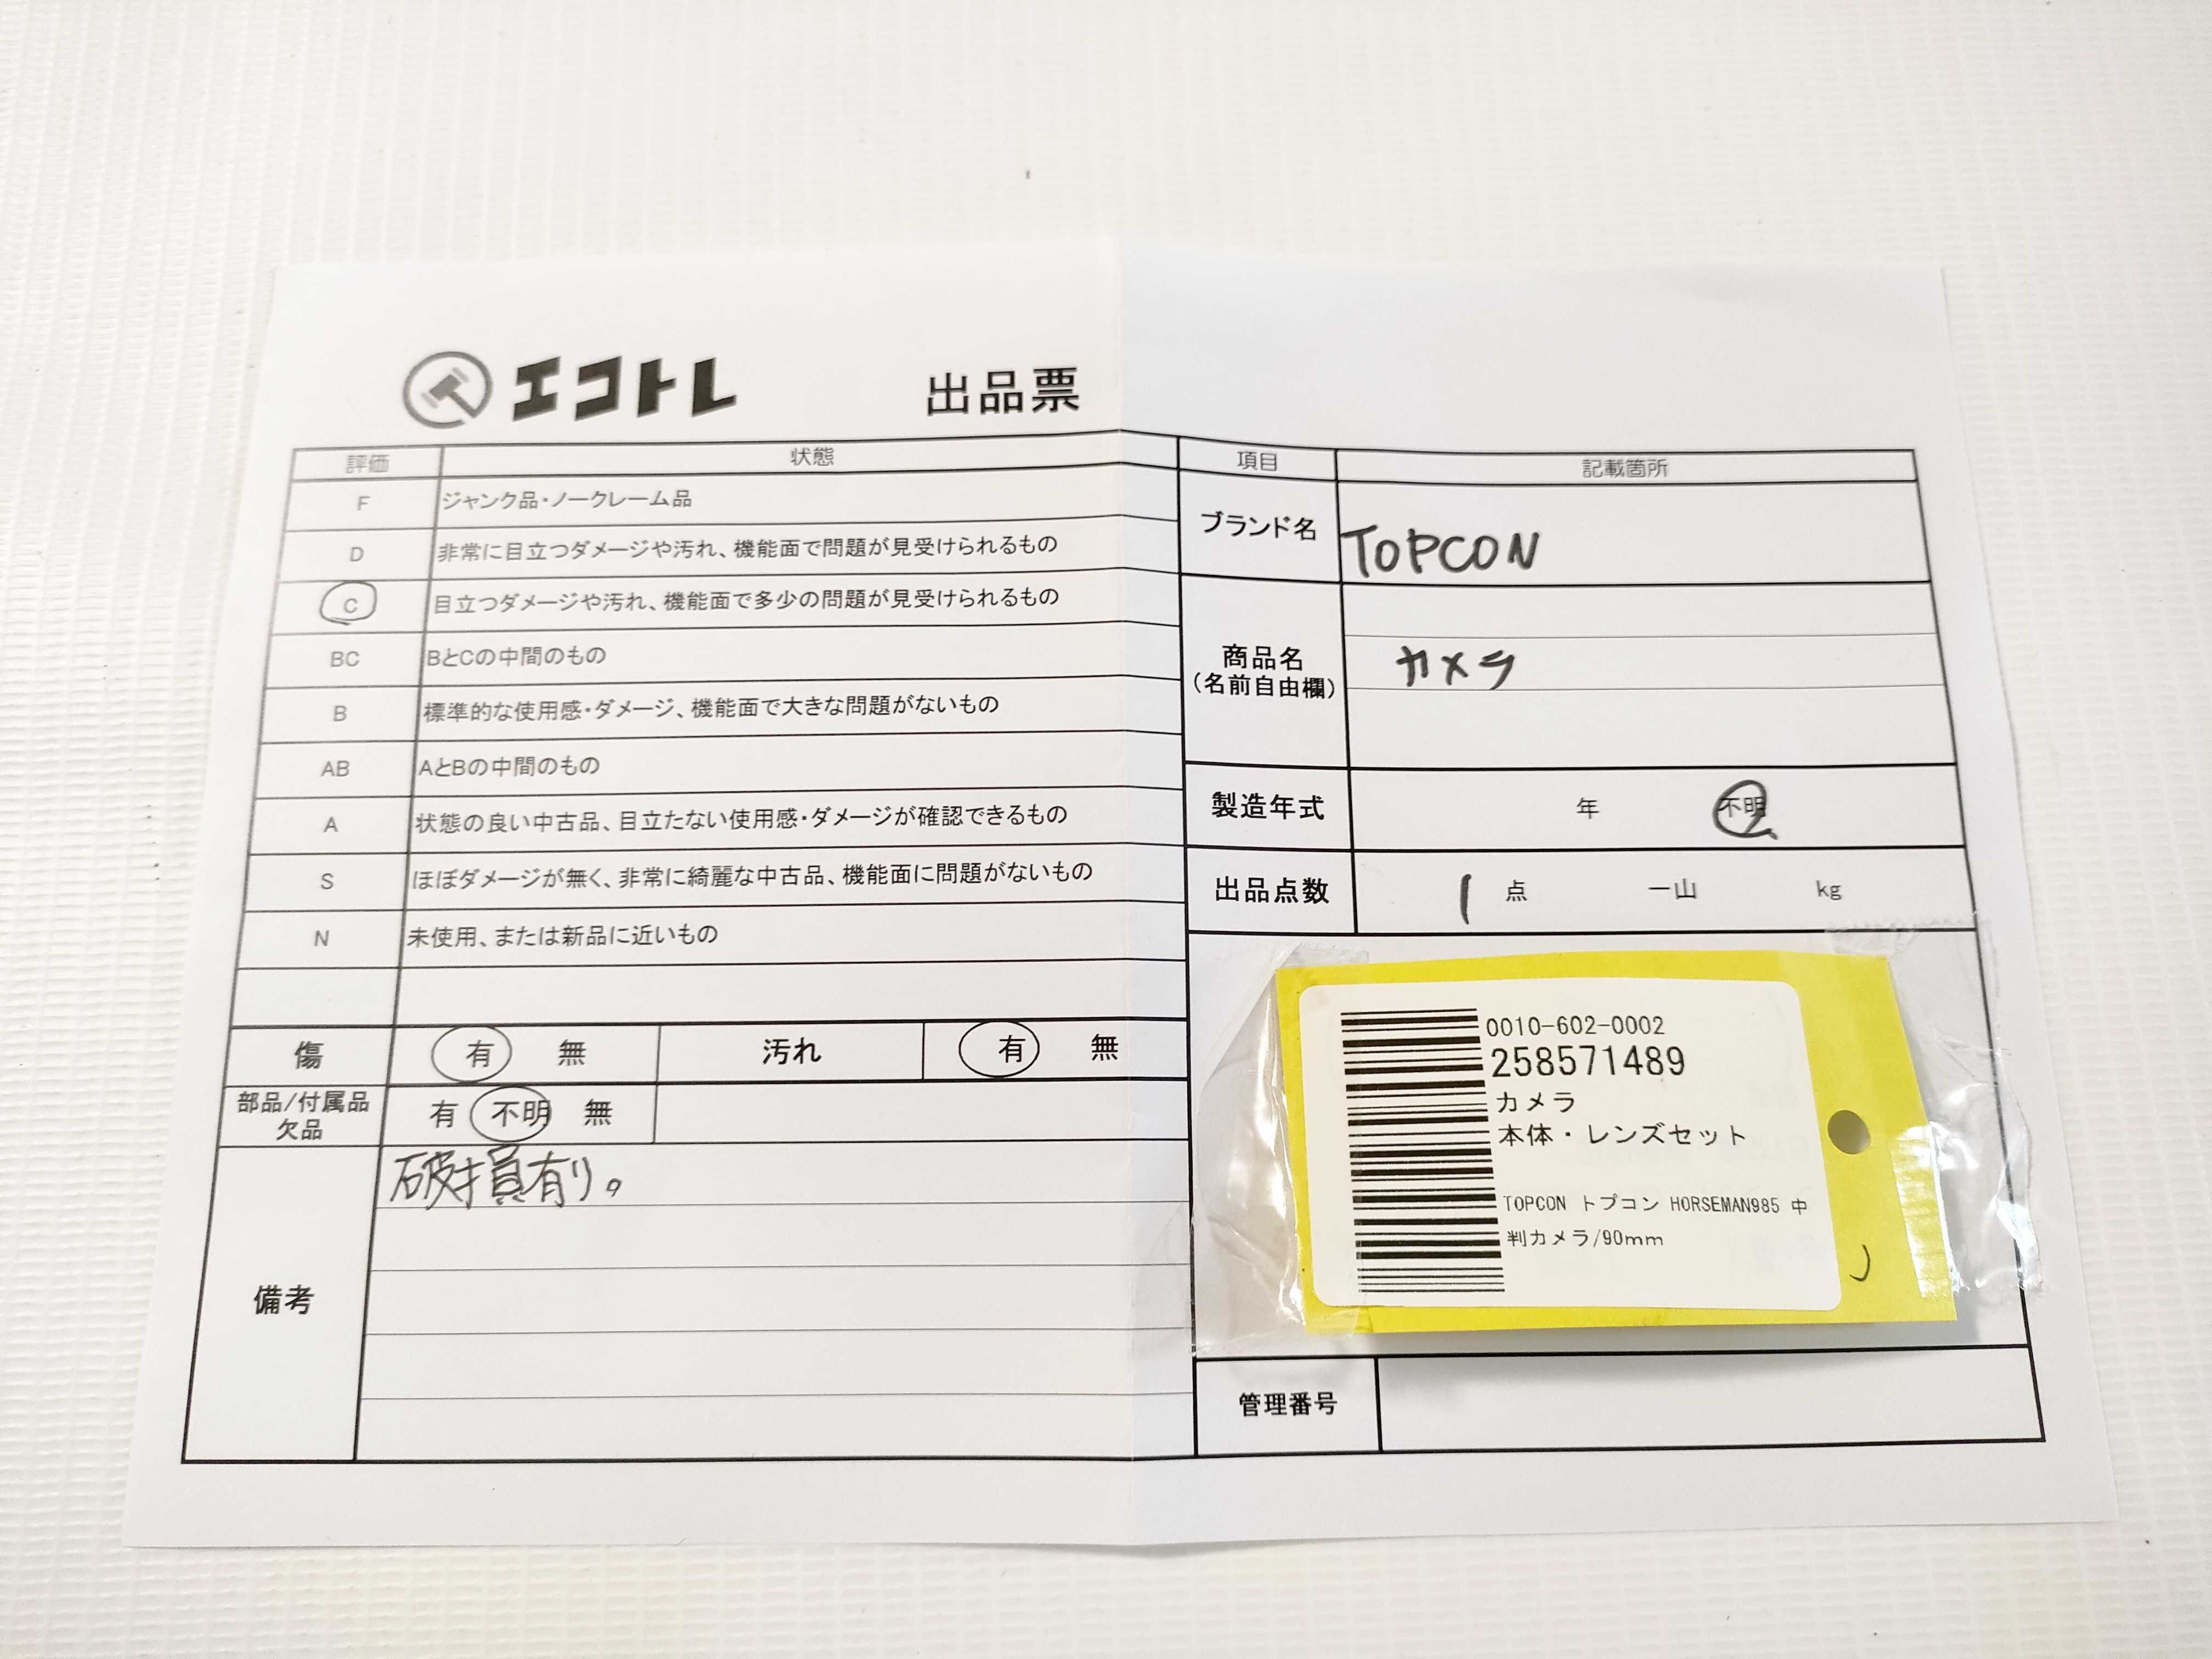 エコトレ 出品票
評価 状態
F ジャンク品・ノークレーム品
D 非常に目立つダメージや汚れ、機能面で問題が見受けられるもの
C 目立つダメージや汚れ、機能面で多少の問題が見受けられるもの
BC BとCの中間のもの
B 標準的な使用感・ダメージ、機能面で大きな問題がないもの
AB AとBの中間のもの
A 状態の良い中古品、目立たない使用感・ダメージが確認できるもの
S ほぼダメージが無く、非常に綺麗な中古品、機能面に問題がないもの
N 未使用、または新品に近いもの
傷 有 無 汚れ 有 無
部品/付属品
欠品 有 不明 無
備考 破損有り。
項目 記載箇所
ブランド名 TOPCON
商品名
(名前自由欄) カメラ
製造年式 年 不明
出品点数 1 点 一山 kg
0010-602-0002
258571489
カメラ
本体・レンズセット
TOPCON トプコン HORSEMAN985 中
判カメラ/90mm
管理番号